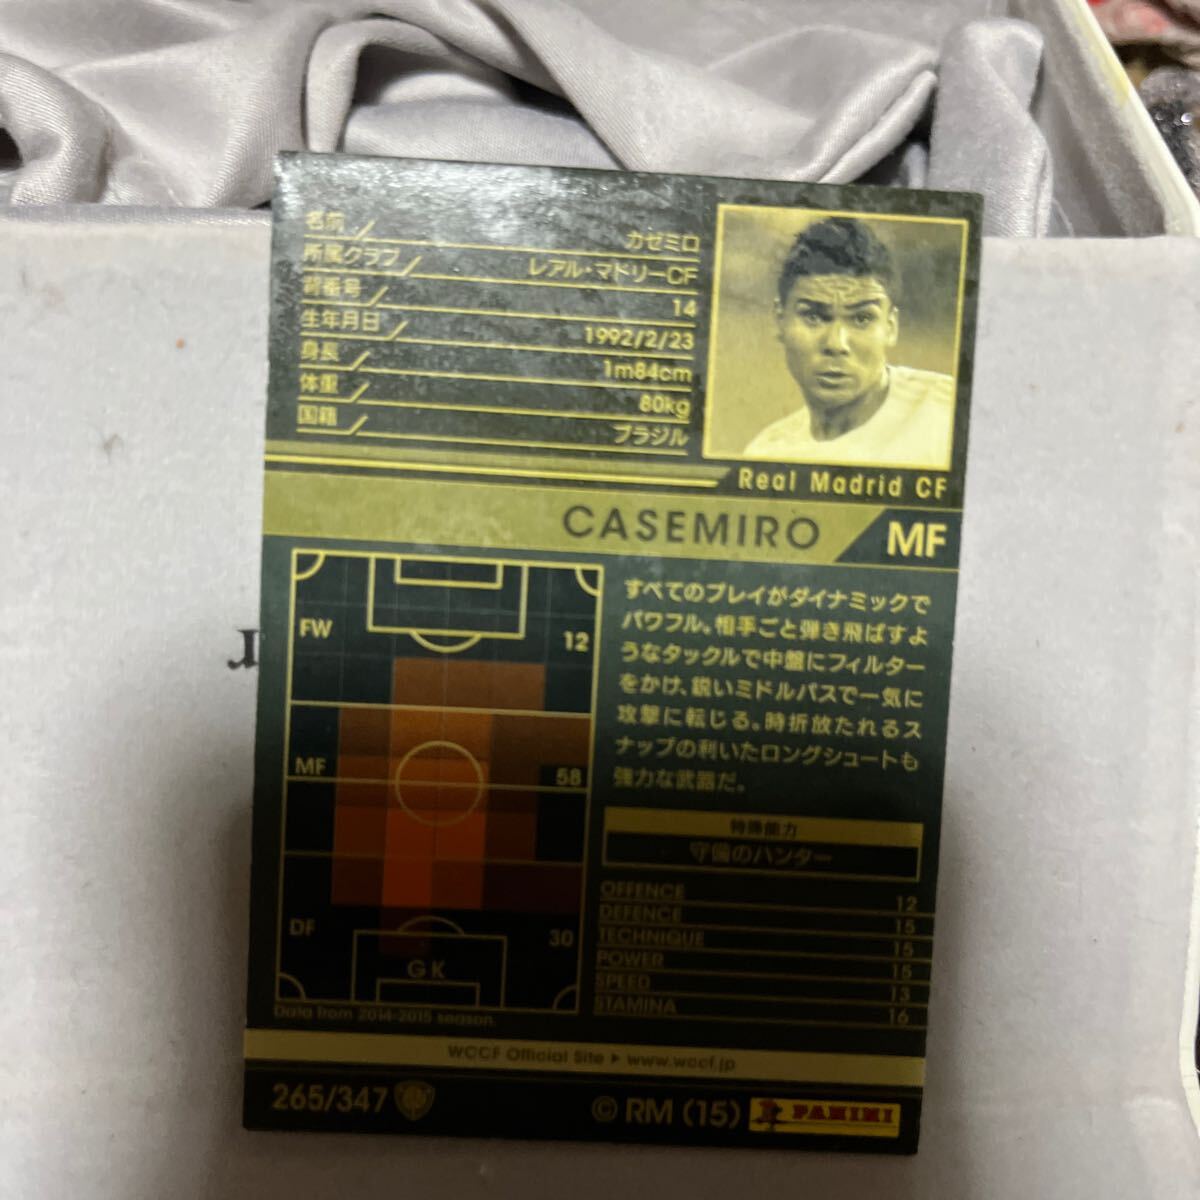 名前 カゼミロ
所属クラブ レアル・マドリーCF
背番号 14
生年月日 1992/2/23
身長 1m84cm
体重 80kg
国籍 ブラジル
Real Madrid CF
CASEMIRO MF
FW 12
MF 58
DF 30
GK
Data from 2014-2015 season.
すべてのプレイがダイナミックで
パワフル。相手ごと弾き飛ばすよ
うなタックルで中盤にフィルター
をかけ、鋭いミドルパスで一気に
攻撃に転じる。時折放たれるス
ナップの利いたロングシュートも
強力な武器だ。
特殊能力
守備のハンター
OFFENCE 12
DEFENCE 15
TECHNIQUE 15
POWER 15
SPEED 13
STAMINA 16
WCCF Official Site ▶ www.wccf.jp
265/347 © RM (15) PANINI